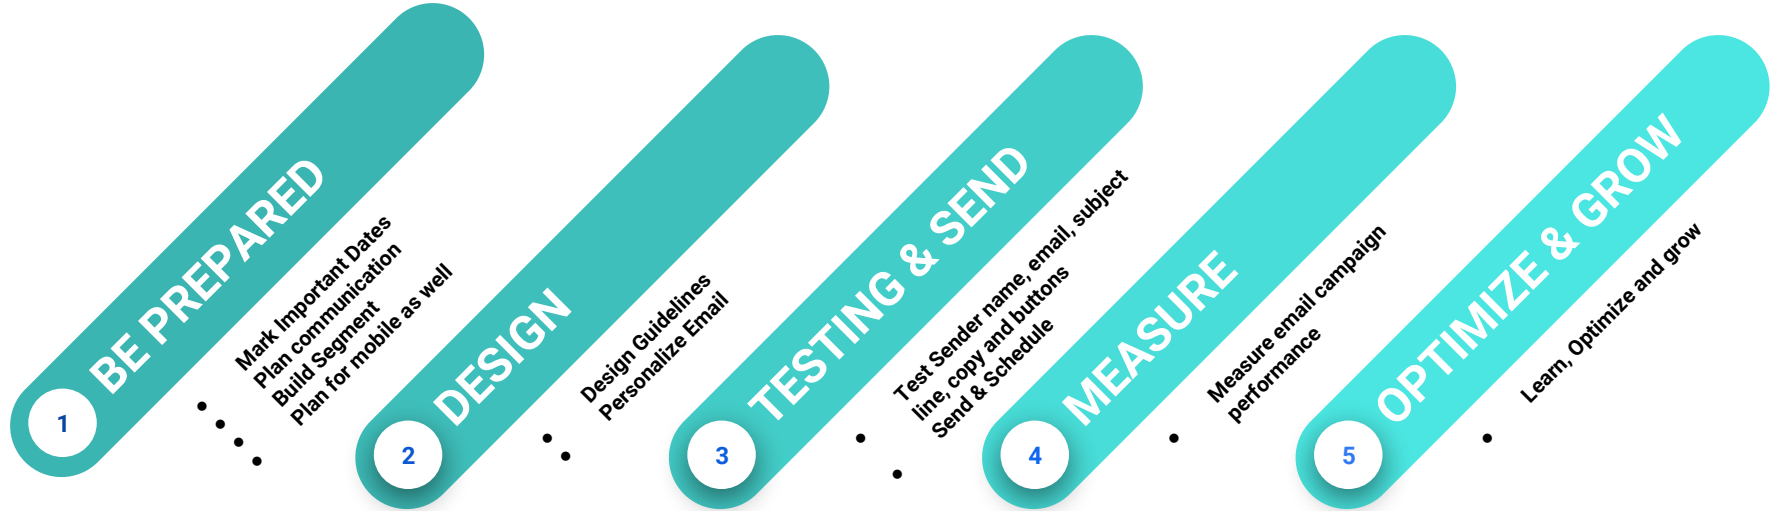 1
BE PREPARED
• Mark Important Dates
• Plan communication
• Build Segment
• Plan for mobile as well
2
DESIGN
• Design Guidelines
• Personalize Email
3
TESTING & SEND
• Test Sender name, email, subject
line, copy and buttons
• Send & Schedule
4
MEASURE
• Measure email campaign
performance
5
OPTIMIZE & GROW
• Learn, Optimize and grow